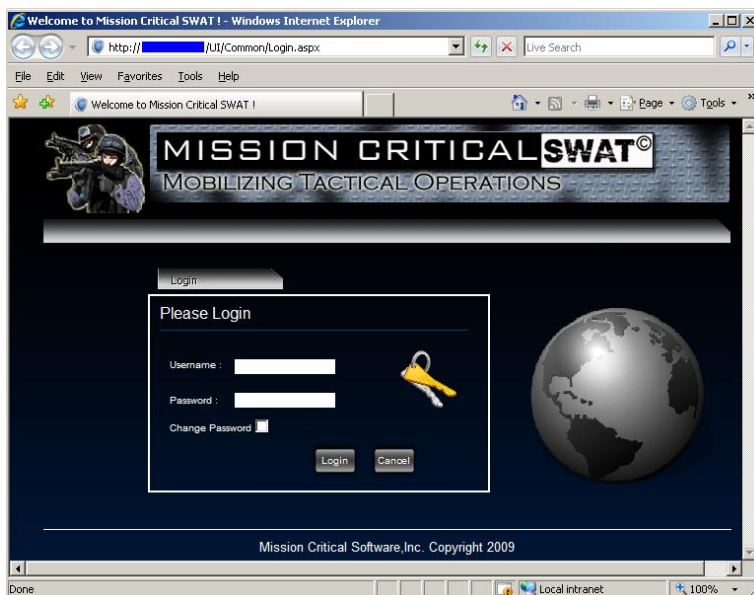 Welcome to Mission Critical SWAT ! - Windows Internet Explorer
http:// /UI/Common/Login.aspx
Live Search
File Edit View Favorites Tools Help
Welcome to Mission Critical SWAT !
Page Tools »
MISSION CRITICAL SWAT©
MOBILIZING TACTICAL OPERATIONS
Login
Please Login
Username :
Password :
Change Password
Login Cancel
Mission Critical Software,Inc. Copyright 2009
Done Local intranet 100%